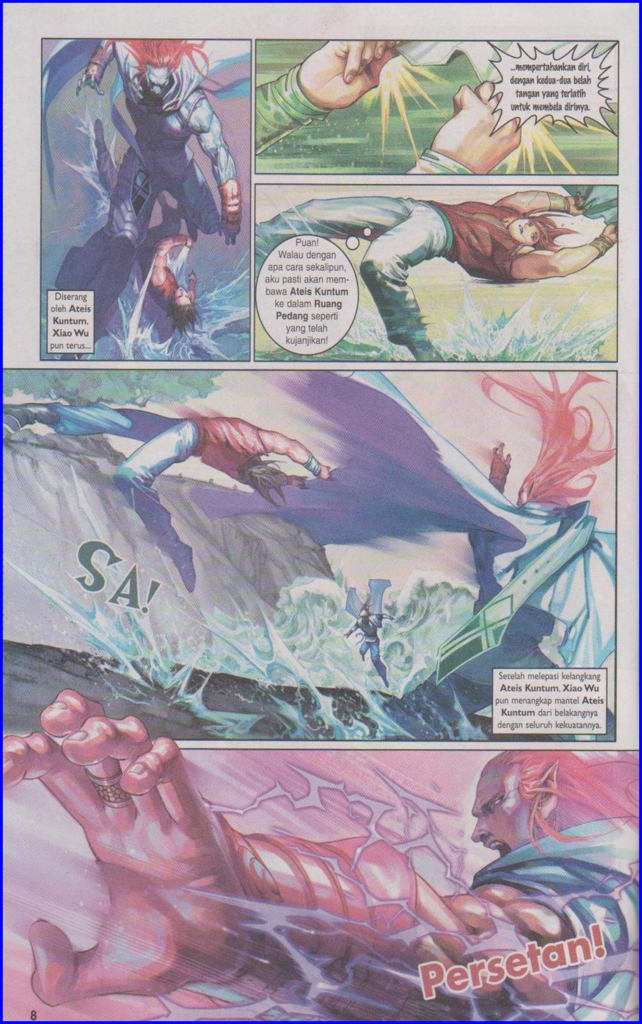 Diserang
oleh Ateis
Kuntum,
Xiao Wu
pun terus...
...mempertahankan diri,
dengan kedua-dua belah
tangan yang terlatih
untuk membela dirinya.
Puan!
Walau dengan
apa cara sekalipun,
aku pasti akan mem-
bawa Ateis Kuntum
ke dalam Ruang
Pedang seperti
yang telah
kujanjikan!
SA!
Setelah melepasi kelangkang
Ateis Kuntum, Xiao Wu
pun menangkap mantel Ateis
Kuntum dari belakangnya
dengan seluruh kekuatannya.
Persetan!
8